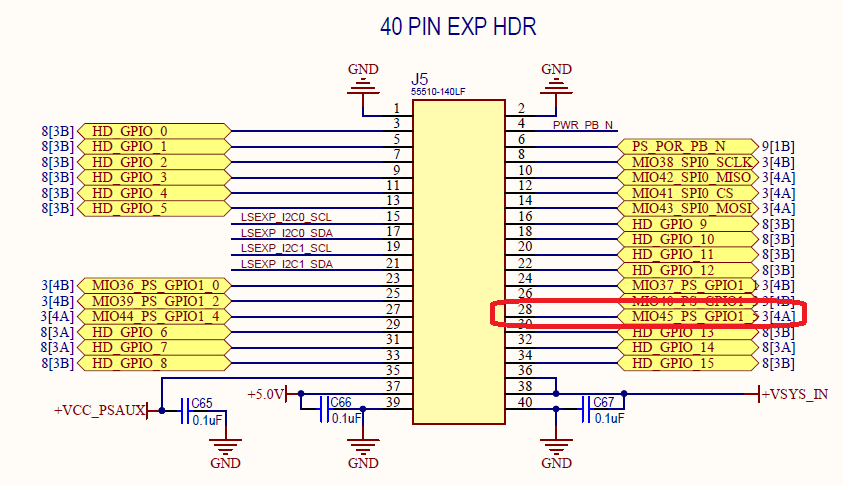 40 PIN EXP HDR
GND GND
J5
55510-140LF
1 2
8[3B] HD_GPIO_0 3 4 PWR_PB_N
8[3B] HD_GPIO_1 5 6 PS_POR_PB_N 9[1B]
8[3B] HD_GPIO_2 7 8 MIO38_SPI0_SCLK 3[4B]
8[3B] HD_GPIO_3 9 10 MIO42_SPI0_MISO 3[4A]
8[3B] HD_GPIO_4 11 12 MIO41_SPI0_CS 3[4A]
8[3B] HD_GPIO_5 13 14 MIO43_SPI0_MOSI 3[4A]
LSEXP_I2C0_SCL 15 16 HD_GPIO_9 8[3B]
LSEXP_I2C0_SDA 17 18 HD_GPIO_10 8[3B]
LSEXP_I2C1_SCL 19 20 HD_GPIO_11 8[3B]
LSEXP_I2C1_SDA 21 22 HD_GPIO_12 8[3B]
3[4B] MIO36_PS_GPIO1_0 23 24 MIO37_PS_GPIO1_1 3[4B]
3[4B] MIO39_PS_GPIO1_2 25 26 3[4B]
3[4A] MIO44_PS_GPIO1_4 27 28 MIO45_PS_GPIO1_5 3[4A]
8[3A] HD_GPIO_6 29 30 HD_GPIO_13 8[3B]
8[3A] HD_GPIO_7 31 32 HD_GPIO_14 8[3A]
8[3B] HD_GPIO_8 33 34 HD_GPIO_15 8[3B]
35 36
+5.0V 37 38 +VSYS_IN
+VCC_PSAUX C65 C66 39 40 C67
0.1uF 0.1uF 0.1uF
GND GND GND